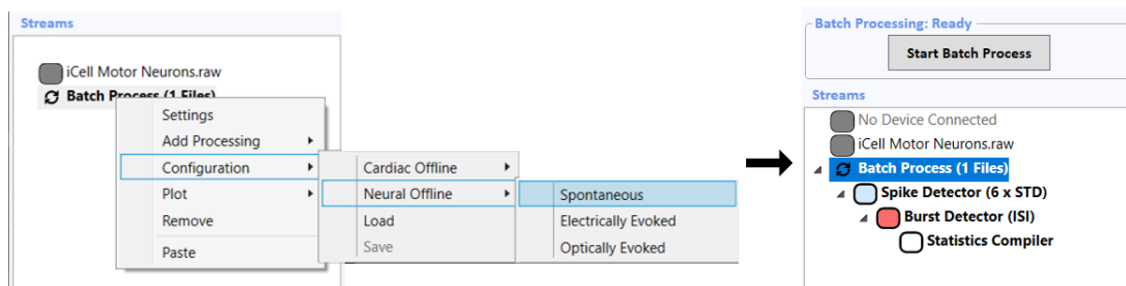 Streams
iCell Motor Neurons.raw
Batch Process (1 Files)
Settings
Add Processing
Configuration
Plot
Remove
Paste
Cardiac Offline
Neural Offline
Load
Save
Spontaneous
Electrically Evoked
Optically Evoked
Batch Processing: Ready
Start Batch Process
Streams
No Device Connected
iCell Motor Neurons.raw
Batch Process (1 Files)
Spike Detector (6 x STD)
Burst Detector (ISI)
Statistics Compiler